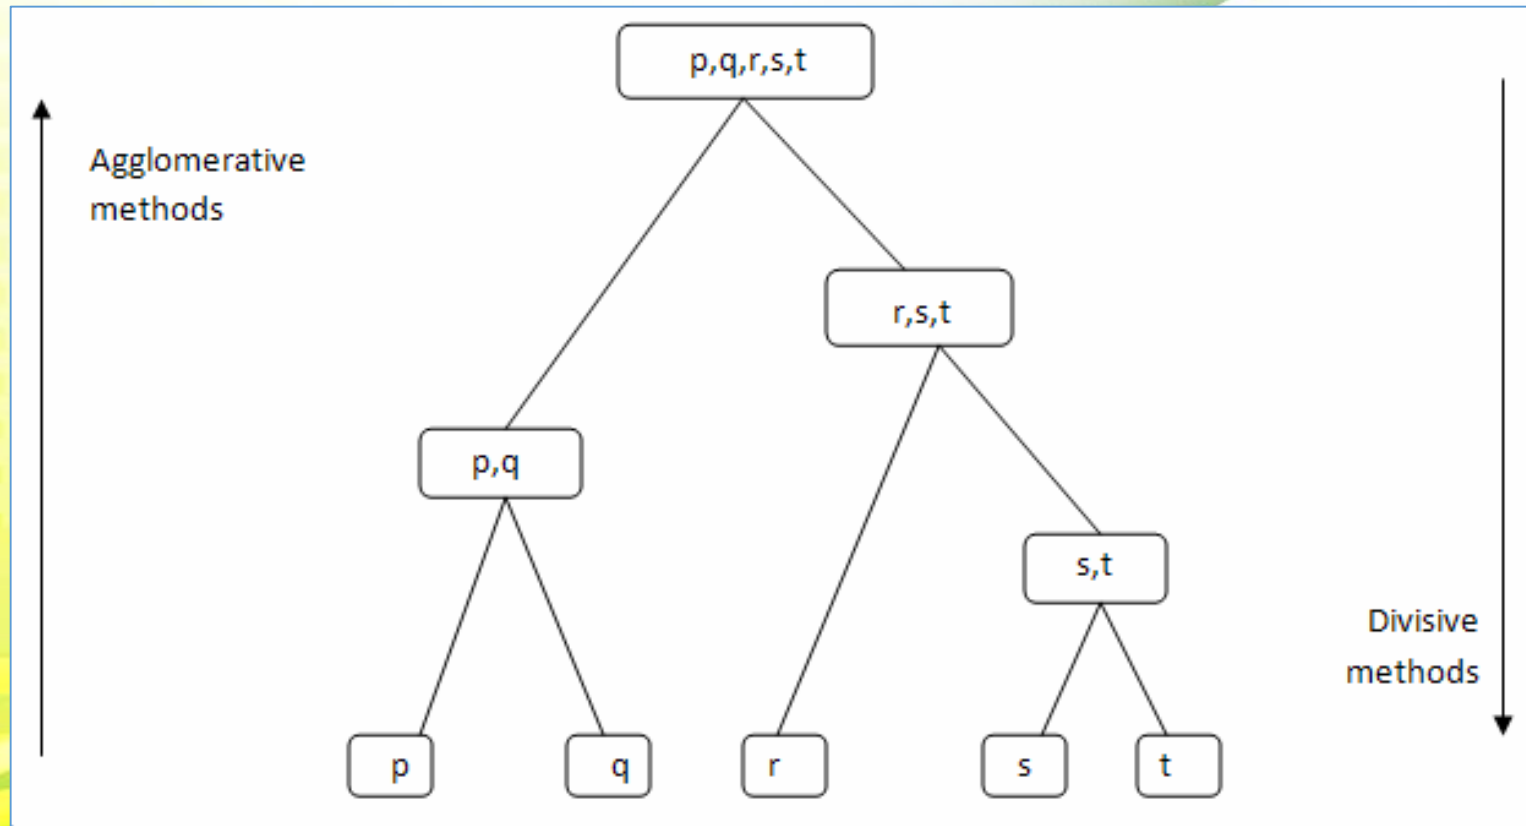 p,q,r,s,t
Agglomerative
methods
r,s,t
p,q
s,t
Divisive
methods
p
q
r
s
t